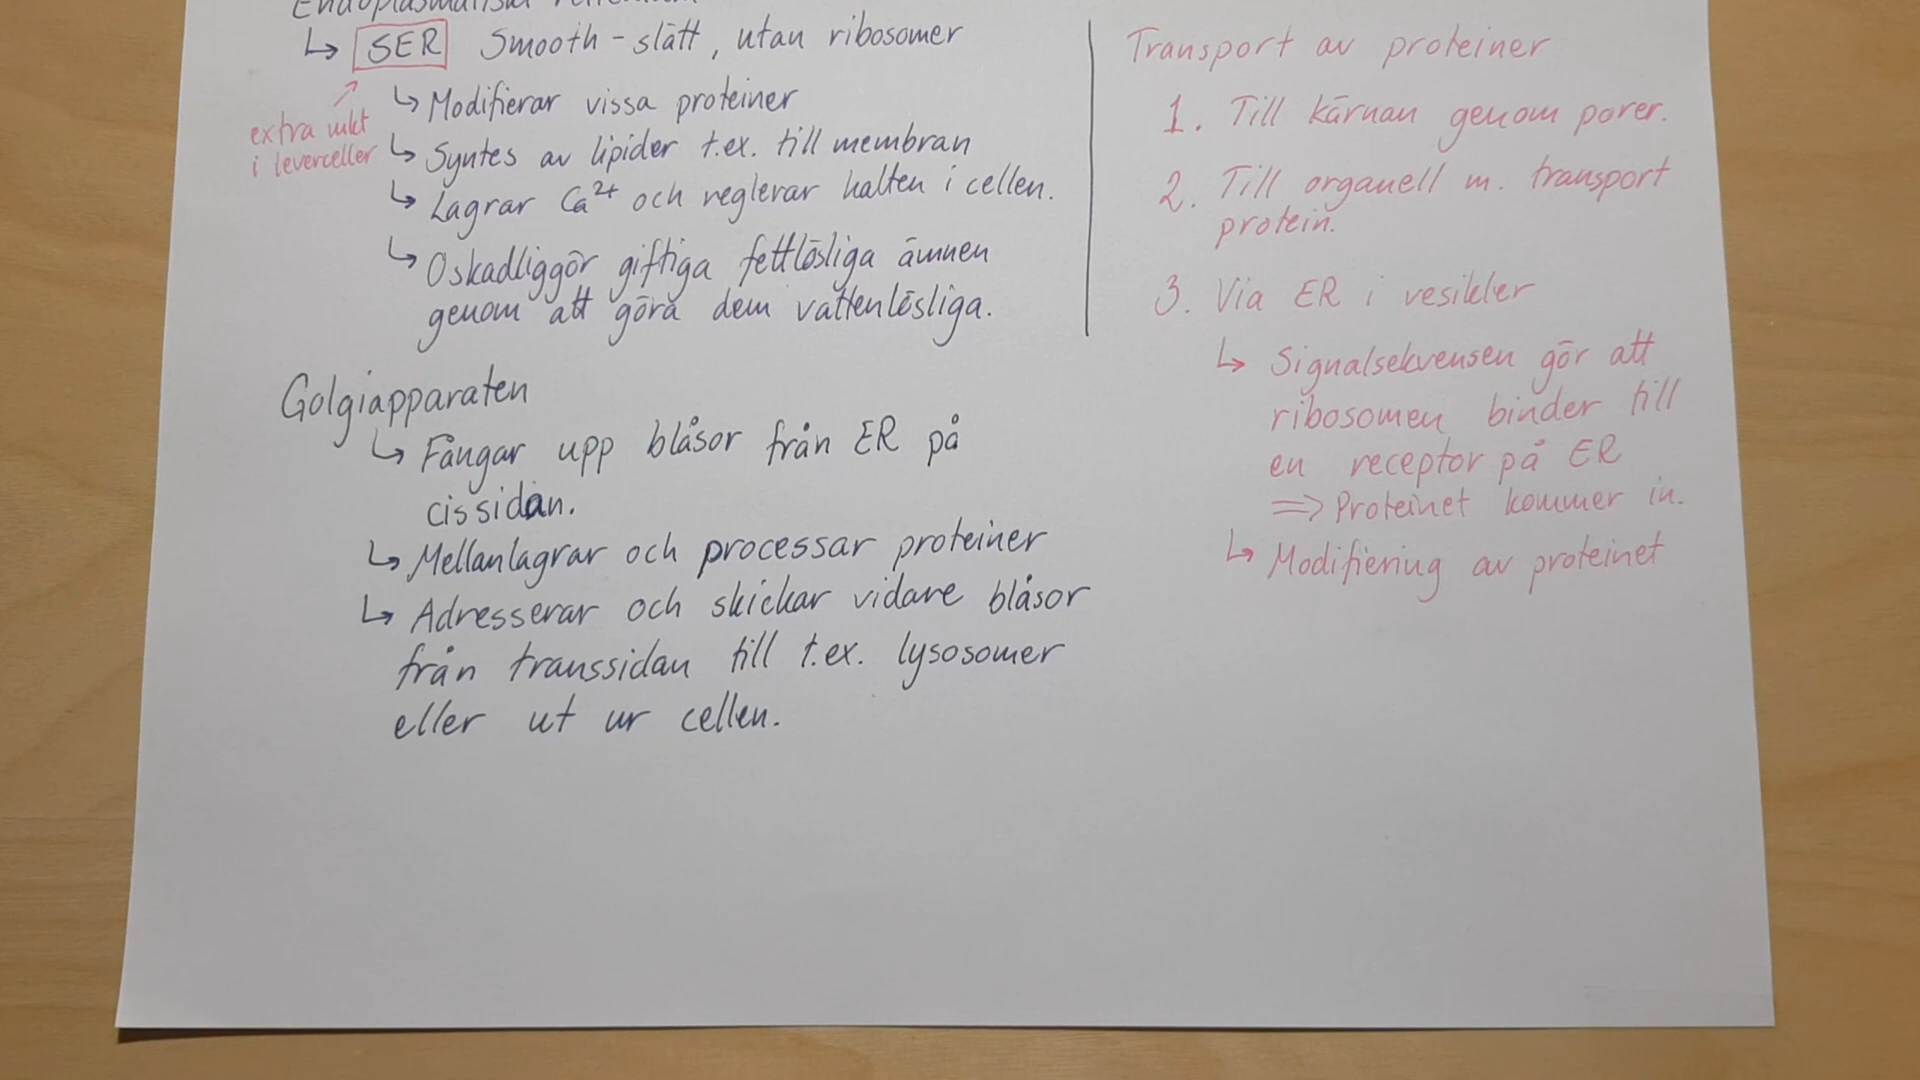 Endoplasmatiskt
↳ SER Smooth - slätt, utan ribosomer
extra mkt
i leverceller
↳ Modifierar vissa proteiner
↳ Syntes av lipider t.ex. till membran
↳ Lagrar Ca²⁺ och reglerar halten i cellen.
↳ Oskadliggör giftiga fettlösliga ämnen
genom att göra dem vattenlösliga.
Golgiapparaten
↳ Fångar upp blåsor från ER på
cissidan.
↳ Mellanlagrar och processar proteiner
↳ Adresserar och skickar vidare blåsor
från transsidan till t.ex. lysosomer
eller ut ur cellen.
Transport av proteiner
1. Till kärnan genom porer.
2. Till organell m. transport
protein.
3. Via ER i vesikler
↳ Signalsekvensen gör att
ribosomen binder till
en receptor på ER
⇒ Proteinet kommer in.
↳ Modifiering av proteinet